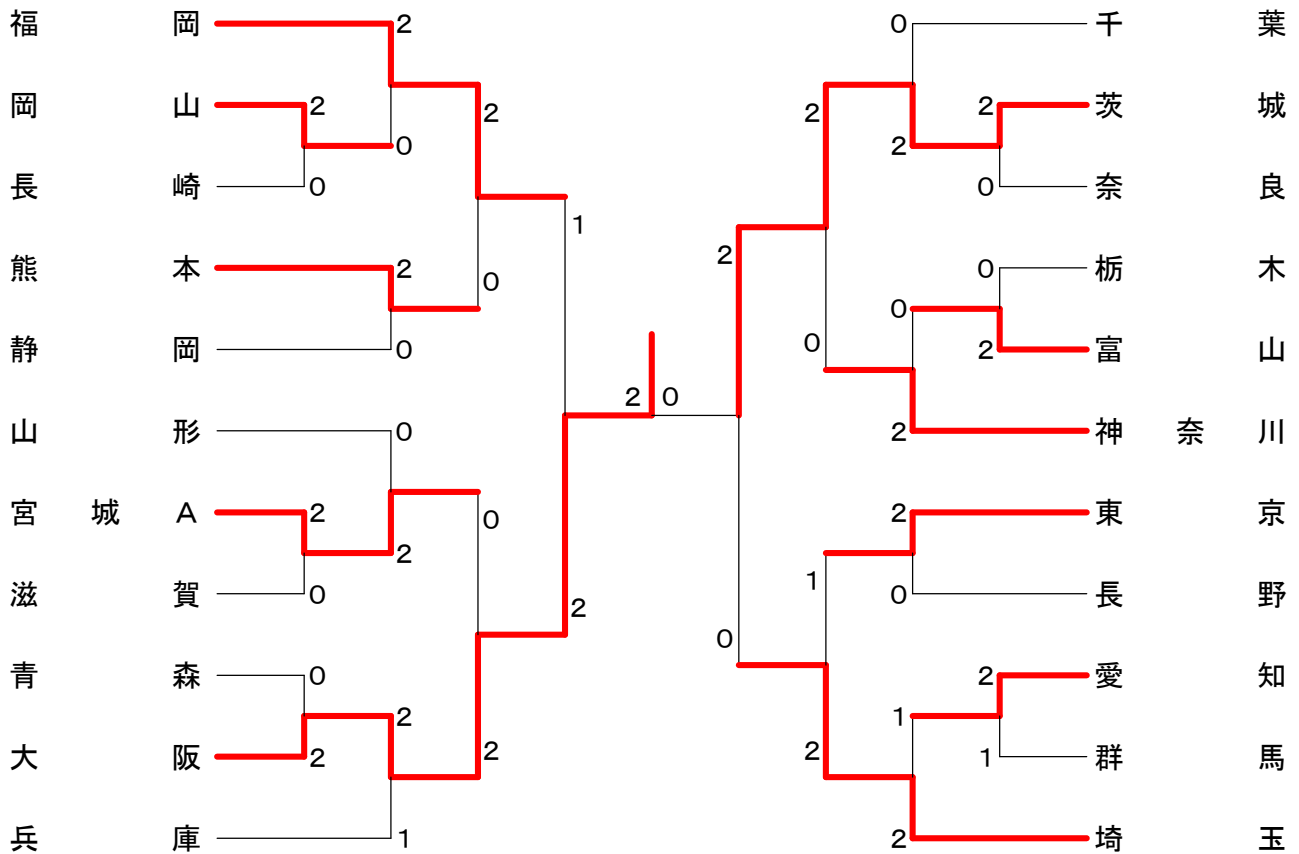 福岡 2 0 千葉
2
2
岡山 2 2 茨城
0 2
長崎 0 0 奈良
1
2
熊本 2 0 栃木
0
0
静岡 0 0 2 富山
2 0
山形 0 2 神奈川
宮城A 2 0 2 東京
2
滋賀 0 2 1 0 長野
0
青森 0 2 愛知
2 1
大阪 2 2 2 1 群馬
兵庫 1 2 埼玉